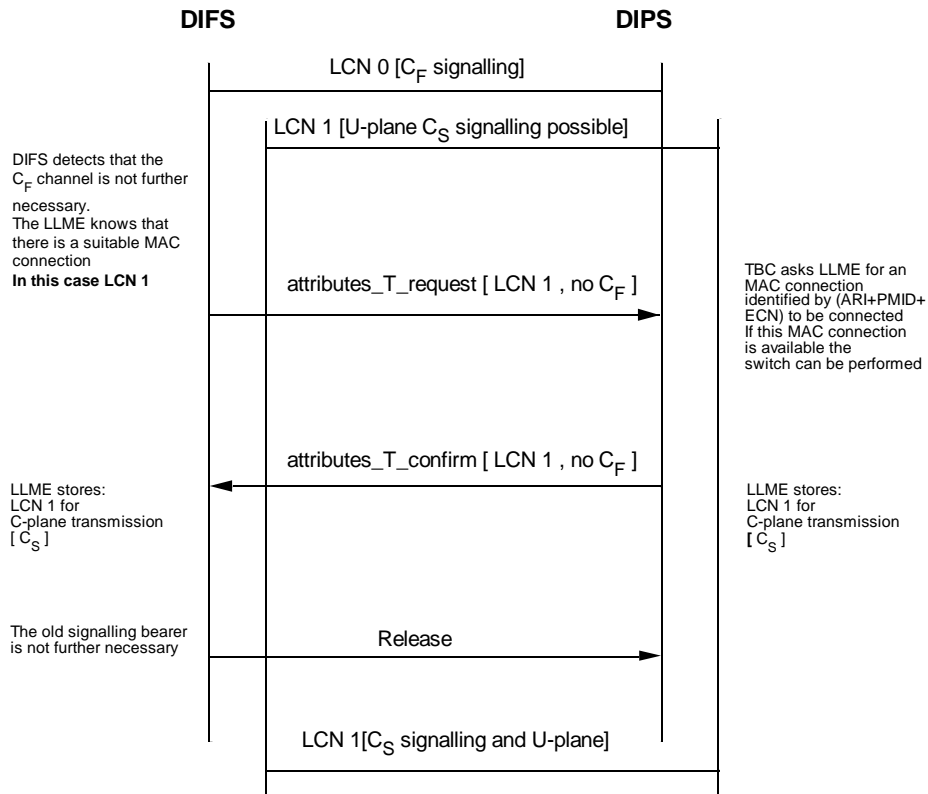 DIFS
DIPS
LCN 0 [C_F signalling]
LCN 1 [U-plane C_S signalling possible]
DIFS detects that the
C_F channel is not further
necessary.
The LLME knows that
there is a suitable MAC
connection
In this case LCN 1
attributes_T_request [ LCN 1 , no C_F ]
TBC asks LLME for an
MAC connection
identified by (ARI+PMID+
ECN) to be connected
If this MAC connection
is available the
switch can be performed
attributes_T_confirm [ LCN 1 , no C_F ]
LLME stores:
LCN 1 for
C-plane transmission
[ C_S ]
LLME stores:
LCN 1 for
C-plane transmission
[ C_S ]
The old signalling bearer
is not further necessary
Release
LCN 1[C_S signalling and U-plane]